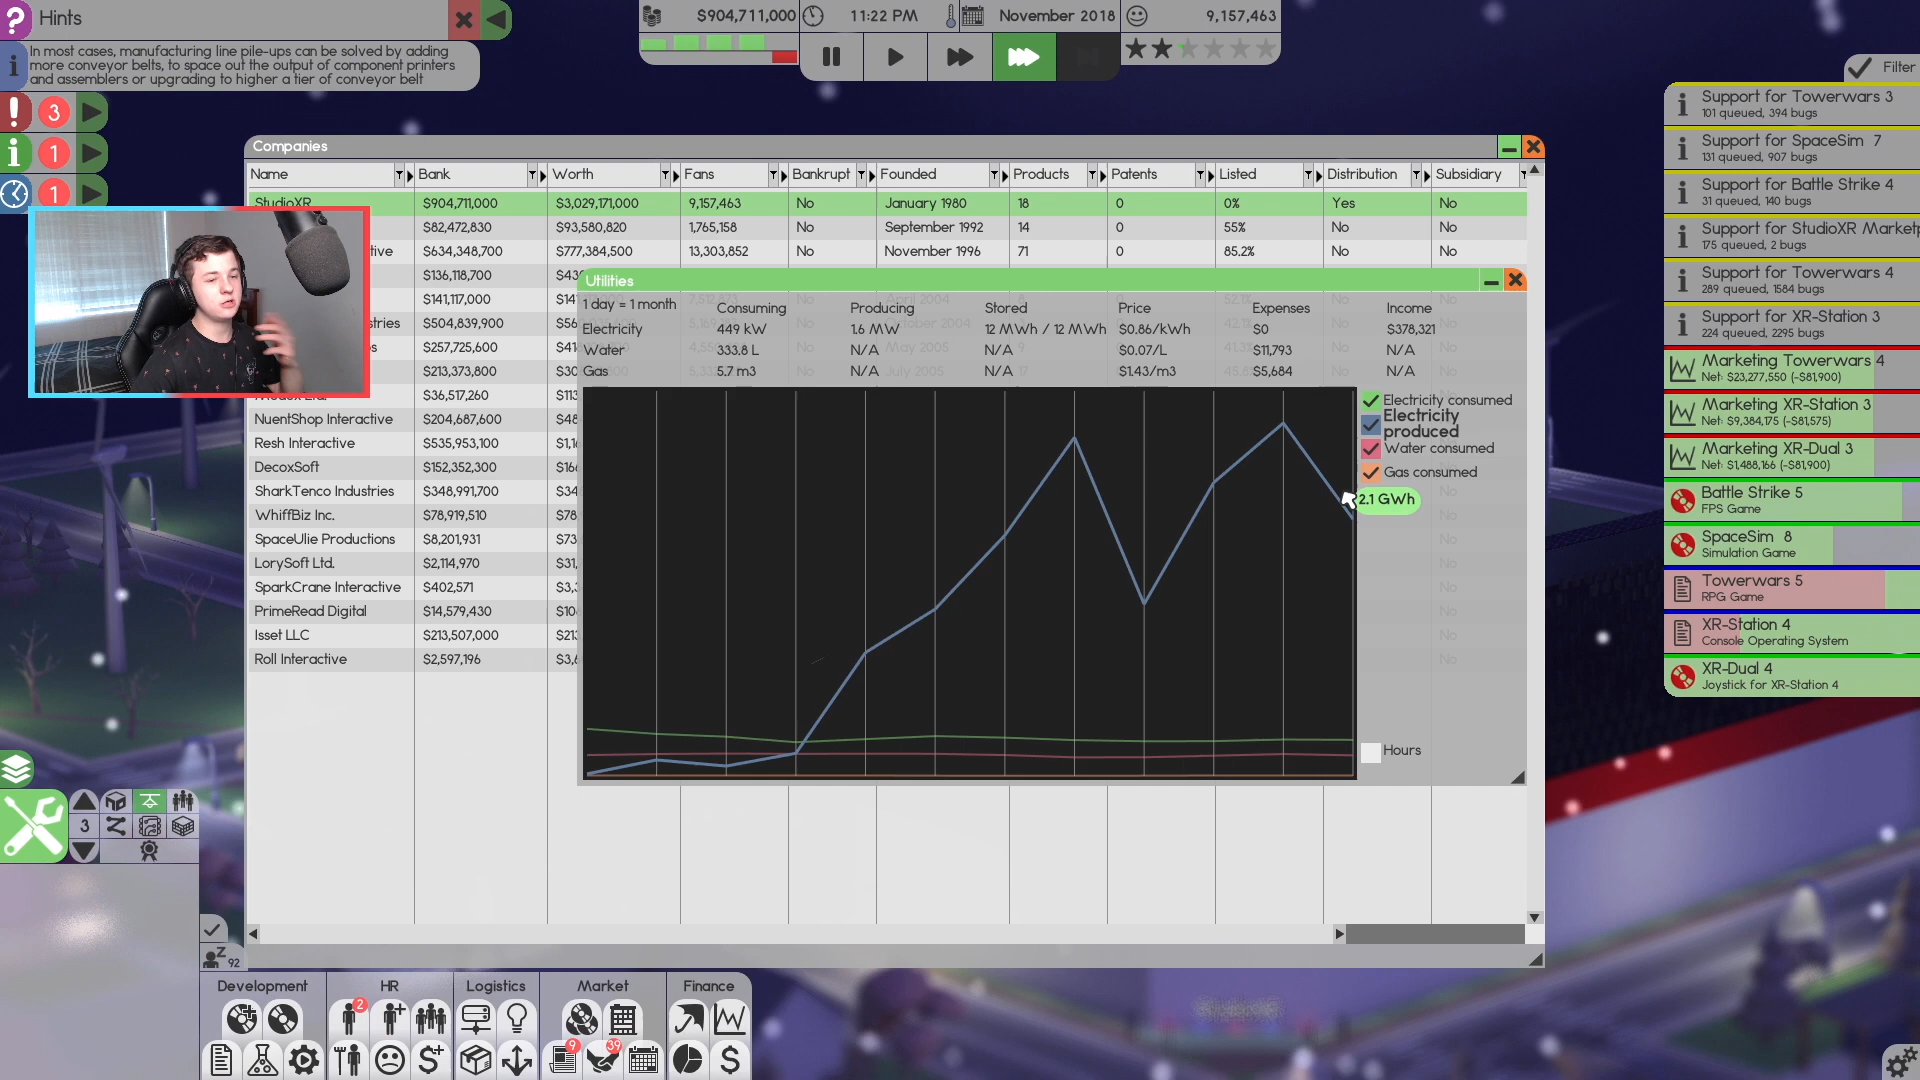 Hints
In most cases, manufacturing line pile-ups can be solved by adding
more conveyor belts, to space out the output of component printers
and assemblers or upgrading to higher a tier of conveyor belt
3
1
1
$904,711,000
11:22 PM
November 2018
9,157,463
Filter
Companies
Name Bank Worth Fans Bankrupt Founded Products Patents Listed Distribution Subsidiary
StudioXR $904,711,000 $3,029,171,000 9,157,463 No January 1980 18 0 0% Yes No
$82,472,830 $93,580,820 1,765,158 No September 1992 14 0 55% No No
tive $634,348,700 $777,384,500 13,303,852 No November 1996 71 0 85.2% No No
$136,118,700
$141,117,000
stries $504,839,900
$257,725,600
$213,373,800
$36,517,260
NuentShop Interactive $204,687,600
Resh Interactive $535,953,100
DecoxSoft $152,352,300
SharkTenco Industries $348,991,700
WhiffBiz Inc. $78,919,510
SpaceUlie Productions $8,201,931
LorySoft Ltd. $2,114,970
SparkCrane Interactive $402,571
PrimeRead Digital $14,579,430
Isset LLC $213,507,000
Roll Interactive $2,597,196
Utilities
1 day = 1 month Consuming Producing Stored Price Expenses Income
Electricity 449 kW 1.6 MW 12 MWh / 12 MWh $0.86/kWh $0 $378,321
Water 333.8 L N/A N/A $0.07/L $11,793 N/A
Gas 5.7 m3 N/A N/A $1.43/m3 $5,684 N/A
Electricity consumed
Electricity
produced
Water consumed
Gas consumed
2.1 GWh
Hours
Support for Towerwars 3
101 queued, 394 bugs
Support for SpaceSim 7
131 queued, 907 bugs
Support for Battle Strike 4
31 queued, 140 bugs
Support for StudioXR Marketp
175 queued, 2 bugs
Support for Towerwars 4
289 queued, 1584 bugs
Support for XR-Station 3
224 queued, 2295 bugs
Marketing Towerwars 4
Net: $23,277,550 (-$81,900)
Marketing XR-Station 3
Net: $9,384,175 (-$81,575)
Marketing XR-Dual 3
Net: $1,488,166 (-$81,900)
Battle Strike 5
FPS Game
SpaceSim 8
Simulation Game
Towerwars 5
RPG Game
XR-Station 4
Console Operating System
XR-Dual 4
Joystick for XR-Station 4
3
92
Development
HR
Logistics
Market
Finance
2
9
39